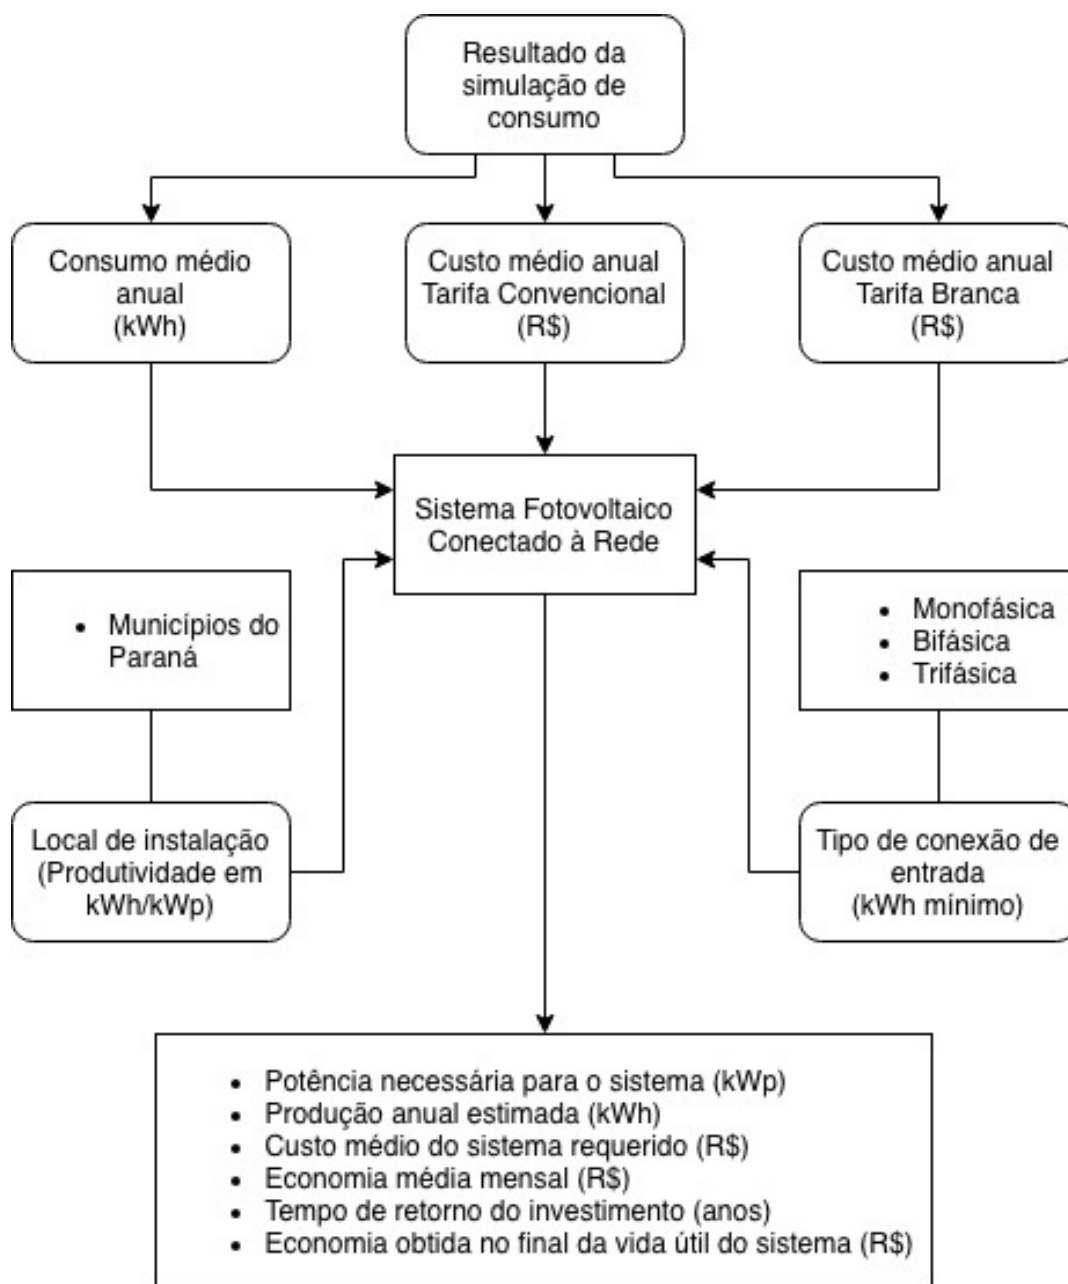 Resultado da
simulação de
consumo
Consumo médio
anual
(kWh)
Custo médio anual
Tarifa Convencional
(R$)
Custo médio anual
Tarifa Branca
(R$)
Sistema Fotovoltaico
Conectado à Rede
• Municípios do
Paraná
• Monofásica
• Bifásica
• Trifásica
Local de instalação
(Produtividade em
kWh/kWp)
Tipo de conexão de
entrada
(kWh mínimo)
• Potência necessária para o sistema (kWp)
• Produção anual estimada (kWh)
• Custo médio do sistema requerido (R$)
• Economia média mensal (R$)
• Tempo de retorno do investimento (anos)
• Economia obtida no final da vida útil do sistema (R$)